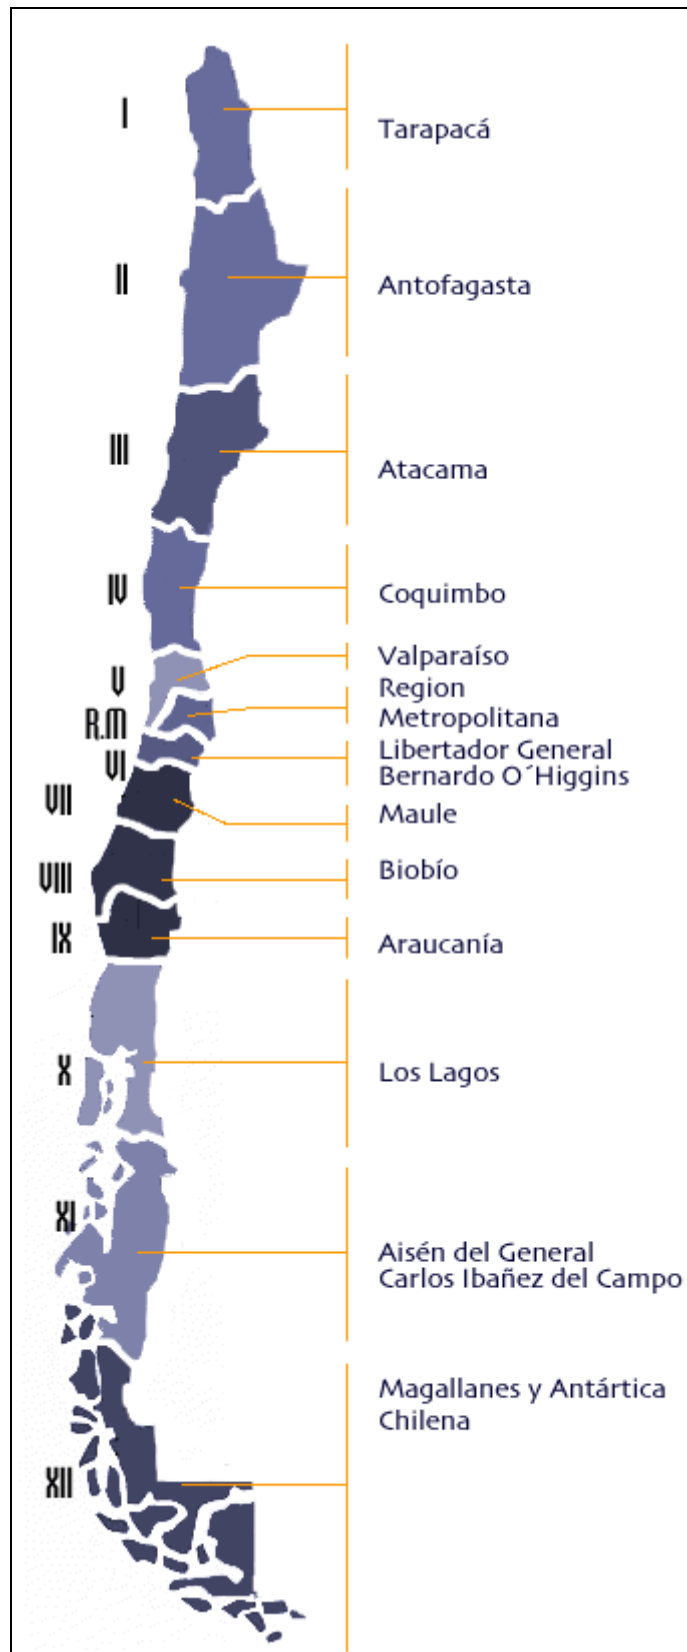 I
Tarapacá
II
Antofagasta
III
Atacama
IV
Coquimbo
V
Valparaíso
R.M
Region
Metropolitana
VI
Libertador General
Bernardo O´Higgins
VII
Maule
VIII
Biobío
IX
Araucanía
X
Los Lagos
XI
Aisén del General
Carlos Ibañez del Campo
XII
Magallanes y Antártica
Chilena